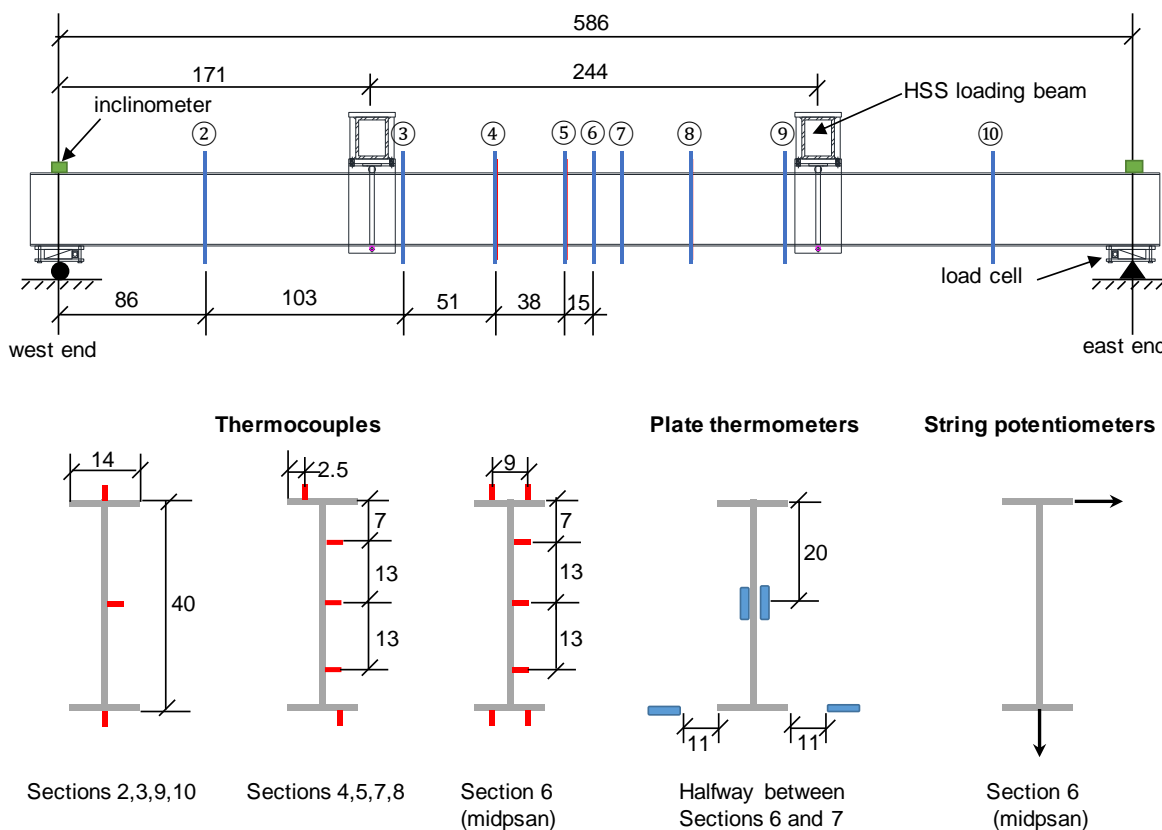 586
171
244
inclinometer
HSS loading beam
②
③
④
⑤
⑥
⑦
⑧
⑨
⑩
load cell
86
103
51
38
15
west end
east end
Thermocouples
Plate thermometers
String potentiometers
14
40
2.5
7
13
13
9
7
13
13
20
11
11
Sections 2,3,9,10
Sections 4,5,7,8
Section 6
(midpsan)
Halfway between
Sections 6 and 7
Section 6
(midpsan)